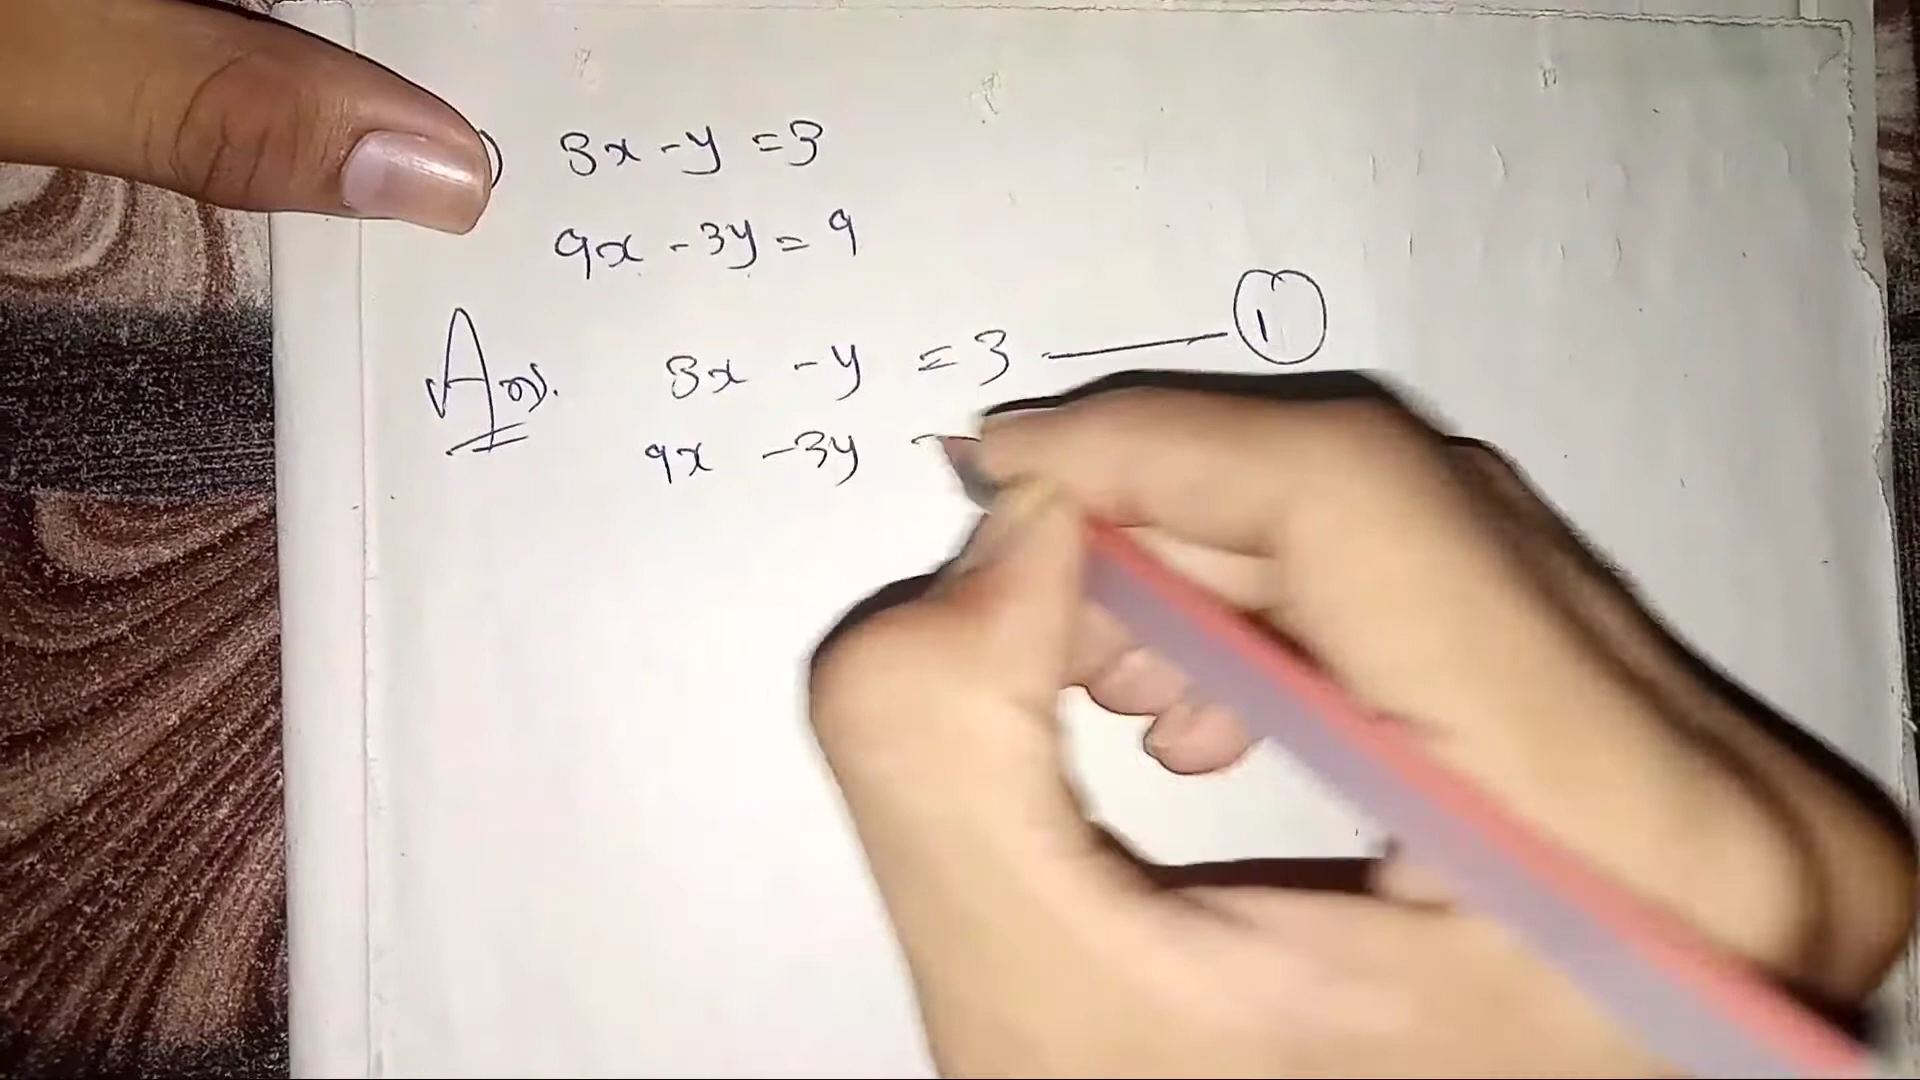 ) 3x - y = 3
9x - 3y = 9
Ans. 3x - y = 3 —— 1
9x - 3y =